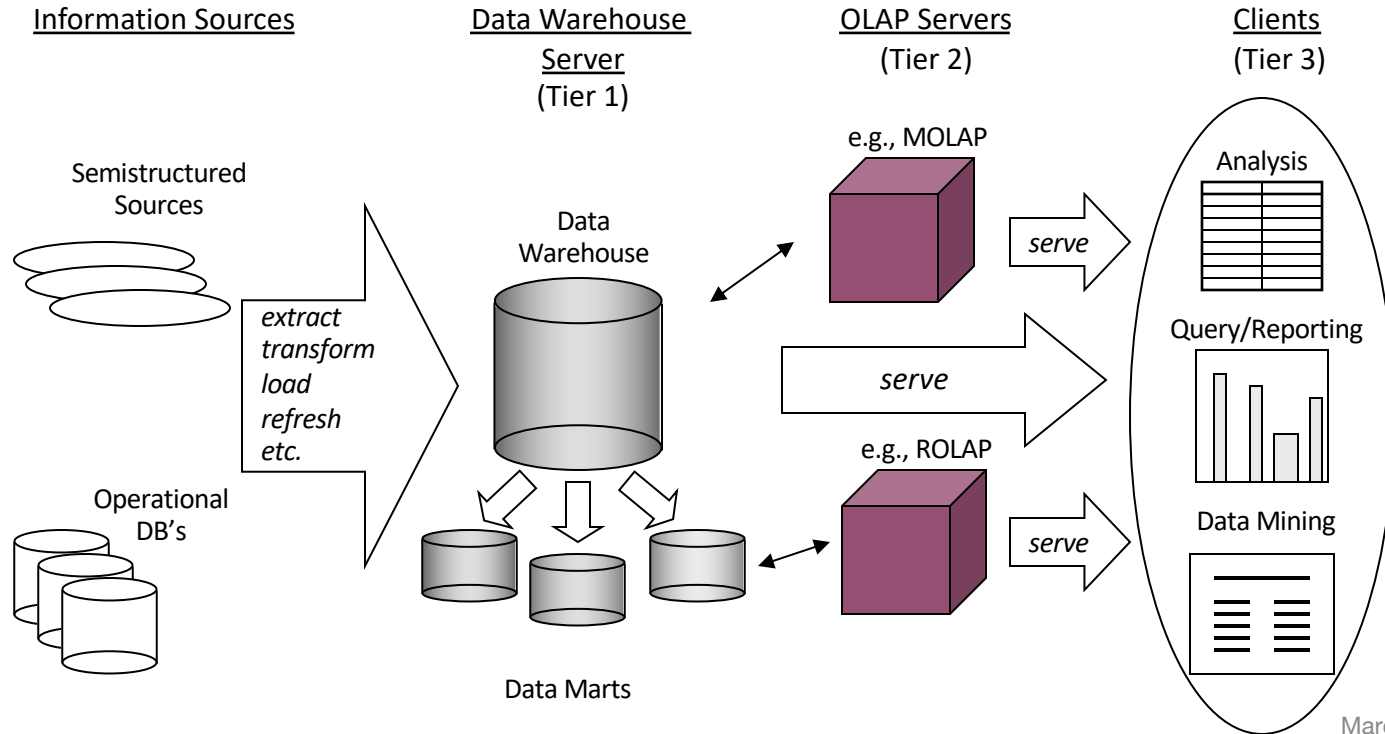 Information Sources
Data Warehouse
Server
(Tier 1)
OLAP Servers
(Tier 2)
Clients
(Tier 3)
Semistructured
Sources
Operational
DB's
extract
transform
load
refresh
etc.
Data
Warehouse
Data Marts
e.g., MOLAP
serve
serve
e.g., ROLAP
serve
Analysis
Query/Reporting
Data Mining